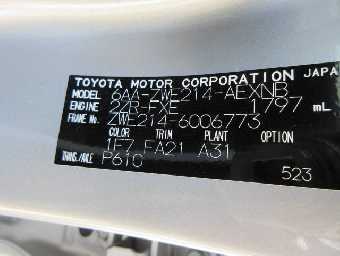 TOYOTA MOTOR CORPORATION JAPA
MODEL 6AA-ZWE214-AEXNB
ENGINE 2ZR-FXE 1797 mL
FRAME No. ZWE214-6006773
COLOR TRIM PLANT OPTION
1F7 FA21 A31
TRANS./AXLE P610
523